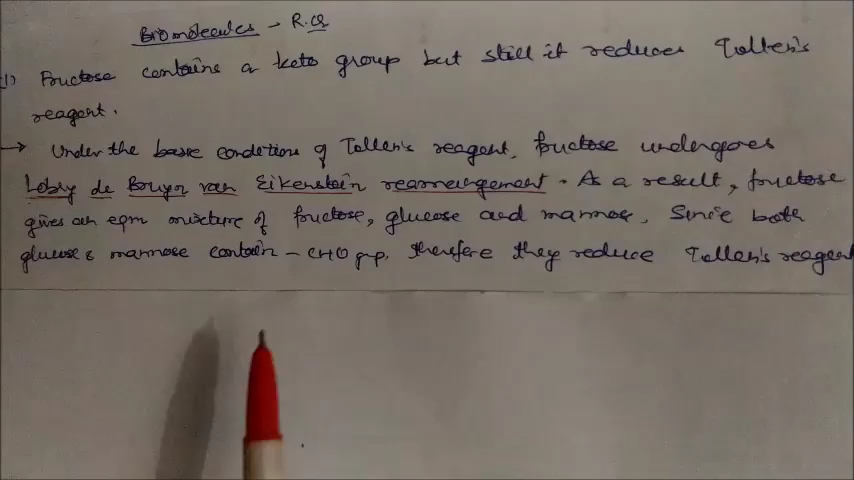 Biomolecules - R.Q
(1) Fructose contains a keto group but still it reduces Tollen's
reagent.
→ Under the basic condition of Tollen's reagent, fructose undergoes
Lobry de Bruyn van Eikenstein rearrangement. As a result, fructose
gives an eqm mixture of fructose, glucose and mannose. Since both
glucose & mannose contain - CHO grp, therefore they reduce Tollen's reagent